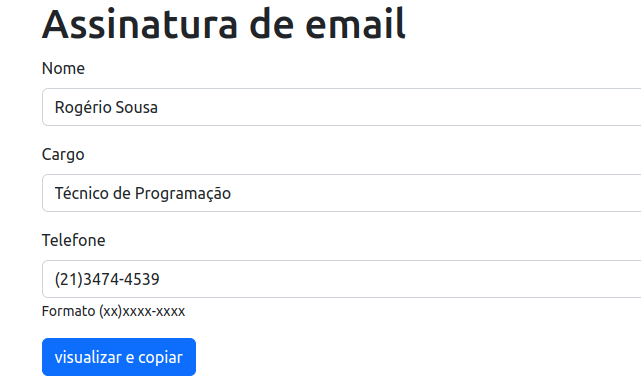 Assinatura de email
Nome
Rogério Sousa
Cargo
Técnico de Programação
Telefone
(21)3474-4539
Formato (xx)xxxx-xxxx
visualizar e copiar